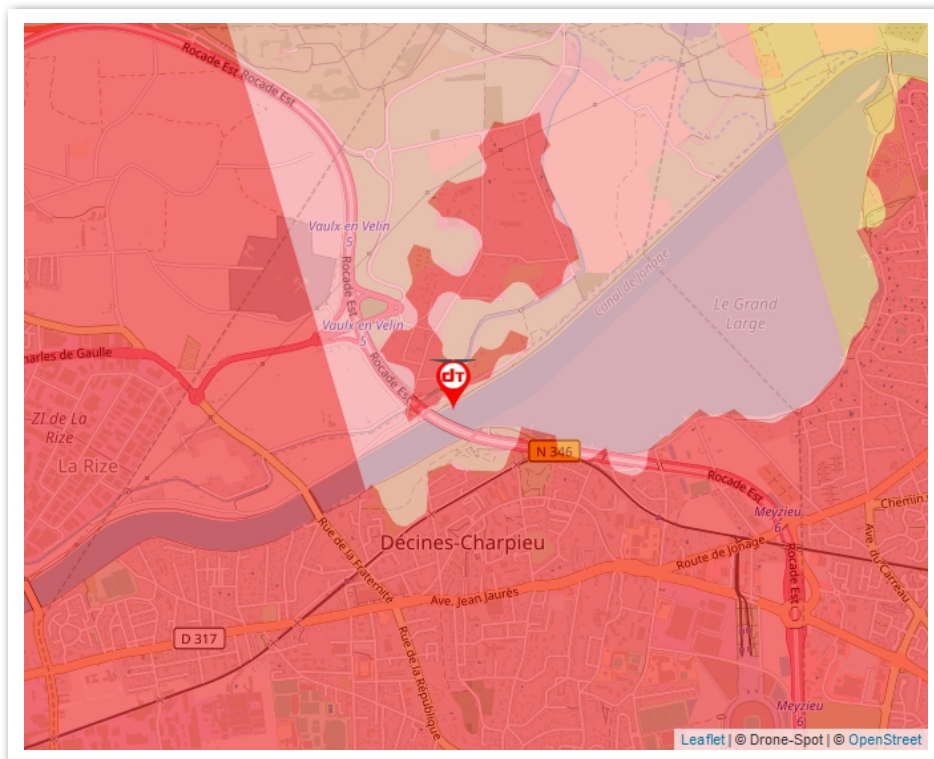 Rocade Est
Rocade Est
Vaulx en Velin
5
Rocade Est
Canal de Jonage
Le Grand
Large
Vaulx en Velin
5
harles de Gaulle
Rocade Est
dT
ZI de La
Rize
La Rize
N 346
Rocade Est
Meyzieu
6
Chemin
Rue de la Fraternité
Décines-Charpieu
Route de Jonage
Ave. du Carreau
Rocade Est
Ave. Jean Jaurès
D 317
Rue de la République
Meyzieu
6
Leaflet | © Drone-Spot | © OpenStreet